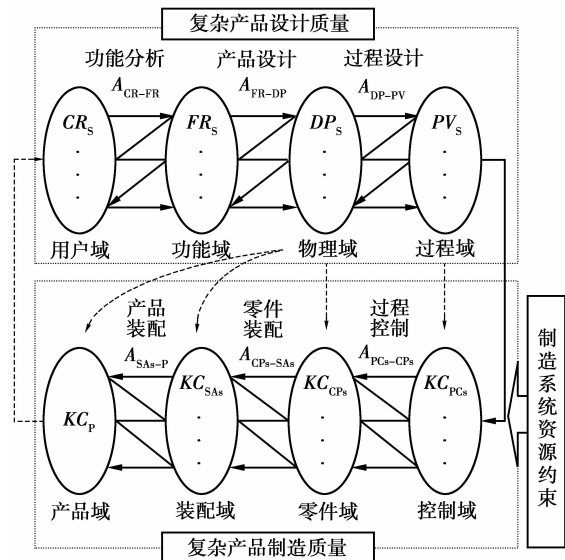 复杂产品设计质量
功能分析 产品设计 过程设计
A_CR-FR A_FR-DP A_DP-PV
CR_S FR_S DP_S PV_S
用户域 功能域 物理域 过程域
产品装配 零件装配 过程控制
A_SAs-P A_CPs-SAs A_PCs-CPs
KC_P KC_SAs KC_CPs KC_PCs
产品域 装配域 零件域 控制域
制造系统资源约束
复杂产品制造质量